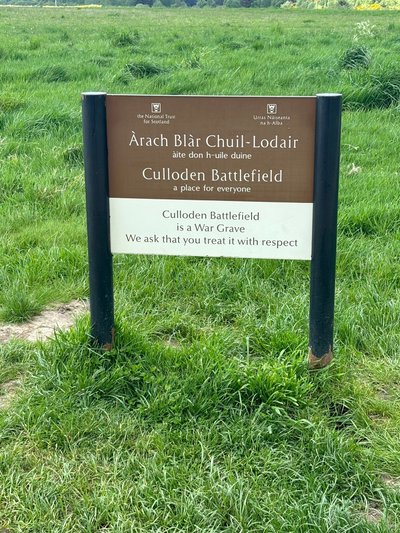 the National Trust
for Scotland
Urras Nàiseanta
na h-Alba
Àrach Blàr Chuil-Lodair
àite don h-uile duine
Culloden Battlefield
a place for everyone
Culloden Battlefield
is a War Grave
We ask that you treat it with respect